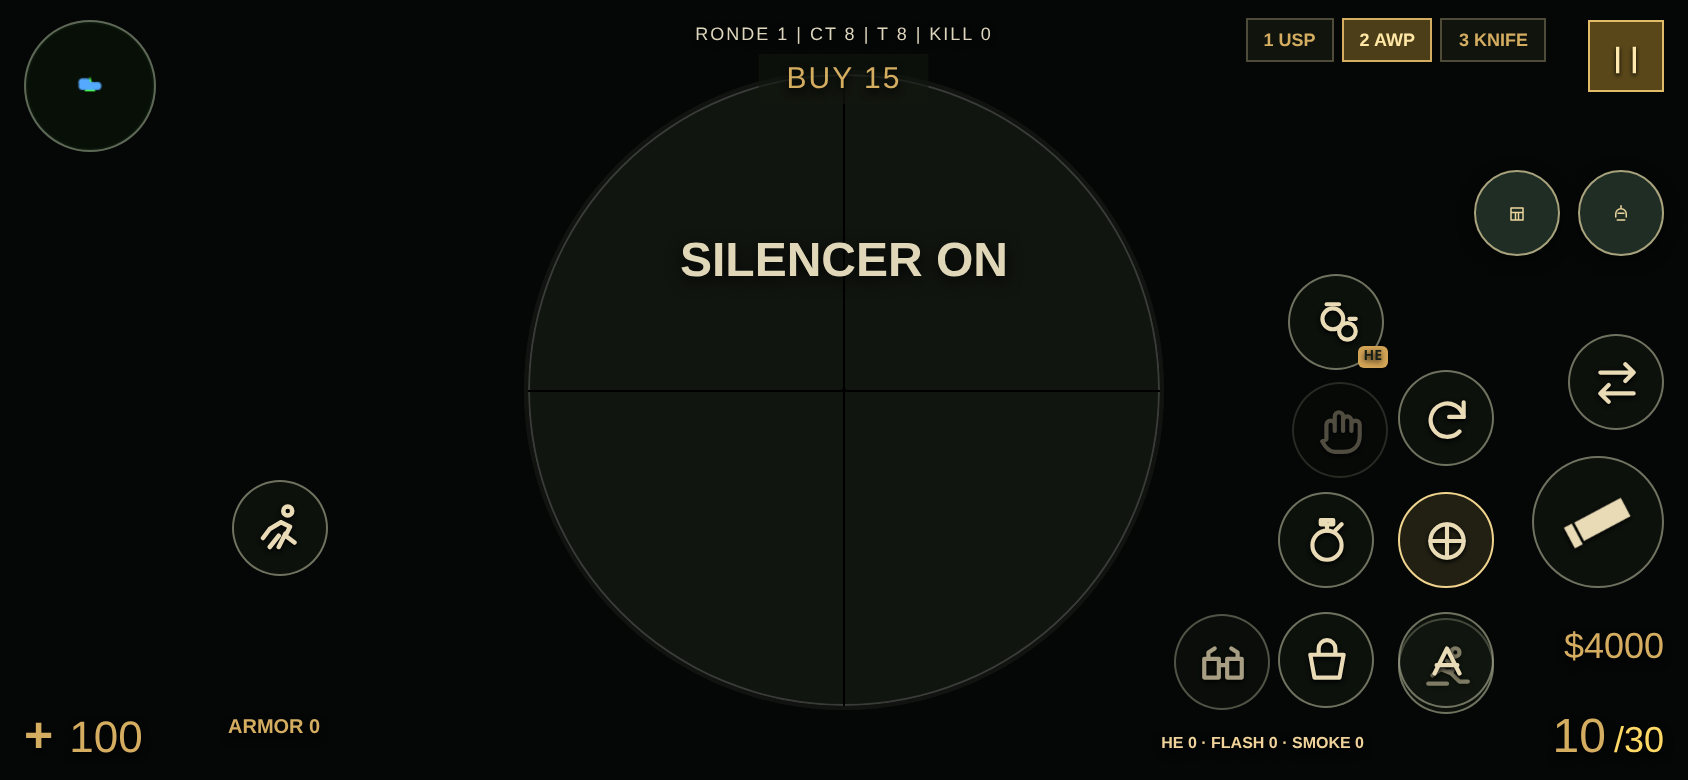 RONDE 1 | CT 8 | T 8 | KILL 0
BUY 15
1 USP
2 AWP
3 KNIFE
SILENCER ON
HE
$4000
+ 100
ARMOR 0
HE 0 · FLASH 0 · SMOKE 0
10 /30